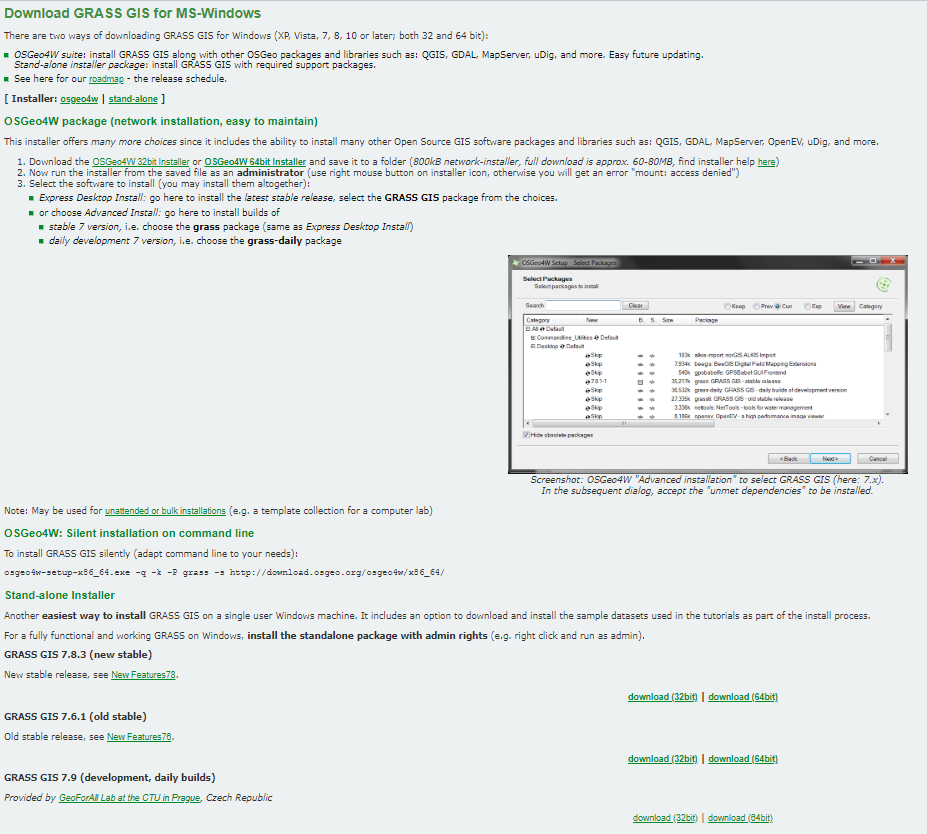 Download GRASS GIS for MS-Windows
There are two ways of downloading GRASS GIS for Windows (XP, Vista, 7, 8, 10 or later; both 32 and 64 bit):
OSGeo4W suite: install GRASS GIS along with other OSGeo packages and libraries such as: QGIS, GDAL, MapServer, uDig, and more. Easy future updating.
Stand-alone installer package: install GRASS GIS with required support packages.
See here for our roadmap - the release schedule.
[ Installer: osgeo4w | stand-alone ]
OSGeo4W package (network installation, easy to maintain)
This installer offers many more choices since it includes the ability to install many other Open Source GIS software packages and libraries such as: QGIS, GDAL, MapServer, OpenEV, uDig, and more.
1. Download the OSGeo4W 32bit Installer or OSGeo4W 64bit Installer and save it to a folder (800kB network-installer, full download is approx. 60-80MB, find installer help here)
2. Now run the installer from the saved file as an administrator (use right mouse button on installer icon, otherwise you will get an error "mount: access denied")
3. Select the software to install (you may install them altogether):
Express Desktop Install: go here to install the latest stable release, select the GRASS GIS package from the choices.
or choose Advanced Install: go here to install builds of
stable 7 version, i.e. choose the grass package (same as Express Desktop Install)
daily development 7 version, i.e. choose the grass-daily package
OSGeo4W Setup - Select Packages
Select Packages
Select packages to install
Search Clear Keep Prev Curr Exp View Category
Category New B.. S.. Size Package
All Default
Commandline_Utilities Default
Desktop Default
Skip 183k alkis-import: norGIS ALKIS Import
Skip 7,934k beegis: BeeGIS Digital Field Mapping Extensions
Skip 540k gpsbabelfe: GPSBabel GUI Frontend
7.0.1-1 35,217k grass: GRASS GIS - stable release
Skip 36,532k grass-daily: GRASS GIS - daily builds of development version
Skip 27,335k grass6: GRASS GIS - old stable release
Skip 3,336k nettools: NetTools - tools for water management
Skip 8,186k openev: OpenEV - a high performance image viewer
Hide obsolete packages
< Back Next > Cancel
Screenshot: OSGeo4W "Advanced installation" to select GRASS GIS (here: 7.x).
In the subsequent dialog, accept the "unmet dependencies" to be installed.
Note: May be used for unattended or bulk installations (e.g. a template collection for a computer lab)
OSGeo4W: Silent installation on command line
To install GRASS GIS silently (adapt command line to your needs):
osgeo4w-setup-x86_64.exe -q -k -P grass -s http://download.osgeo.org/osgeo4w/x86_64/
Stand-alone Installer
Another easiest way to install GRASS GIS on a single user Windows machine. It includes an option to download and install the sample datasets used in the tutorials as part of the install process.
For a fully functional and working GRASS on Windows, install the standalone package with admin rights (e.g. right click and run as admin).
GRASS GIS 7.8.3 (new stable)
New stable release, see New Features78.
download (32bit) | download (64bit)
GRASS GIS 7.6.1 (old stable)
Old stable release, see New Features76.
download (32bit) | download (64bit)
GRASS GIS 7.9 (development, daily builds)
Provided by GeoForAll Lab at the CTU in Prague, Czech Republic
download (32bit) | download (64bit)